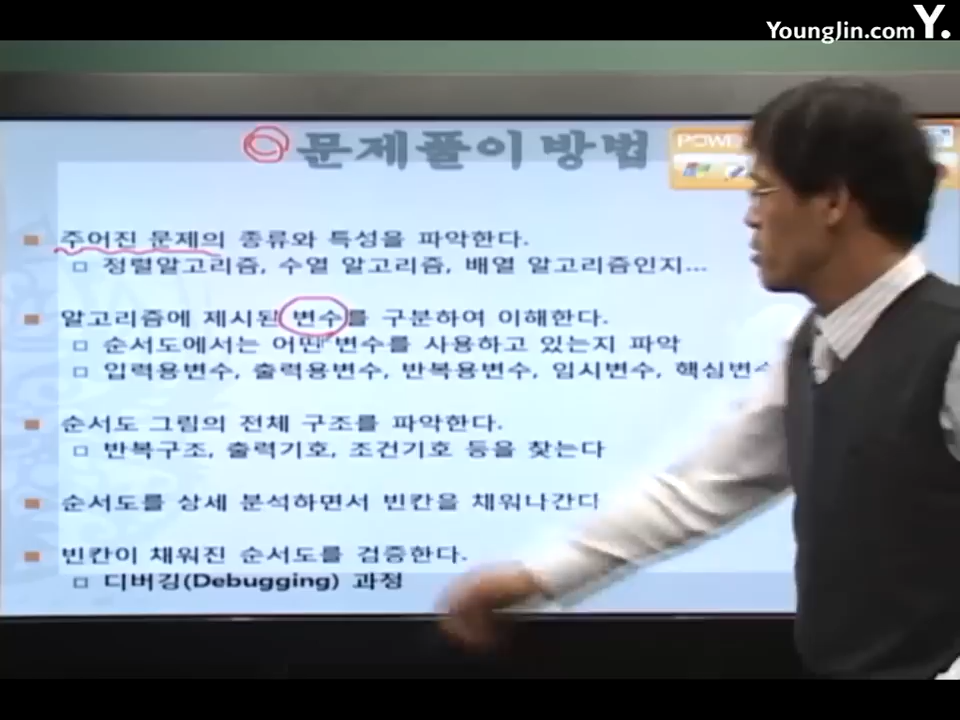 YoungJin.com Y.
문제풀이 방법
POWE
주어진 문제의 종류와 특성을 파악한다.
정렬알고리즘, 수열 알고리즘, 배열 알고리즘인지...
알고리즘에 제시된 변수를 구분하여 이해한다.
순서도에서는 어떤 변수를 사용하고 있는지 파악
입력용변수, 출력용변수, 반복용변수, 임시변수, 핵심변수
순서도 그림의 전체 구조를 파악한다.
반복구조, 출력기호, 조건기호 등을 찾는다
순서도를 상세 분석하면서 빈칸을 채워나간다
빈칸이 채워진 순서도를 검증한다.
디버깅(Debugging) 과정